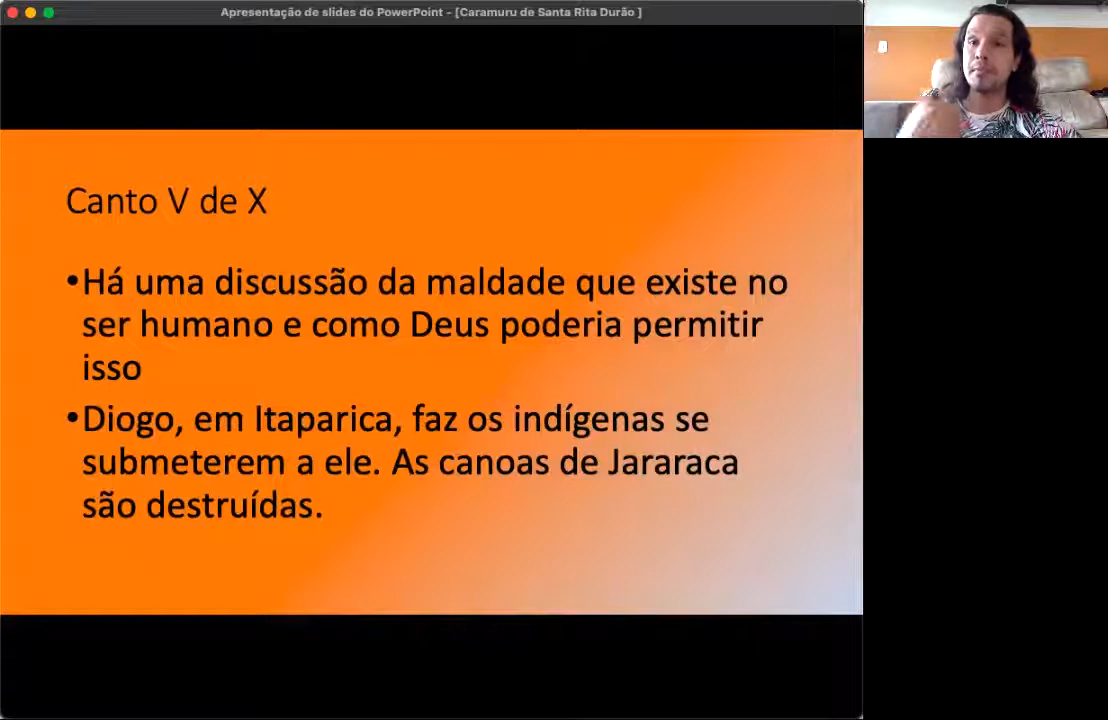 Apresentação de slides do PowerPoint - [Caramuru de Santa Rita Durão ]
Canto V de X
•Há uma discussão da maldade que existe no
ser humano e como Deus poderia permitir
isso
•Diogo, em Itaparica, faz os indígenas se
submeterem a ele. As canoas de Jararaca
são destruídas.